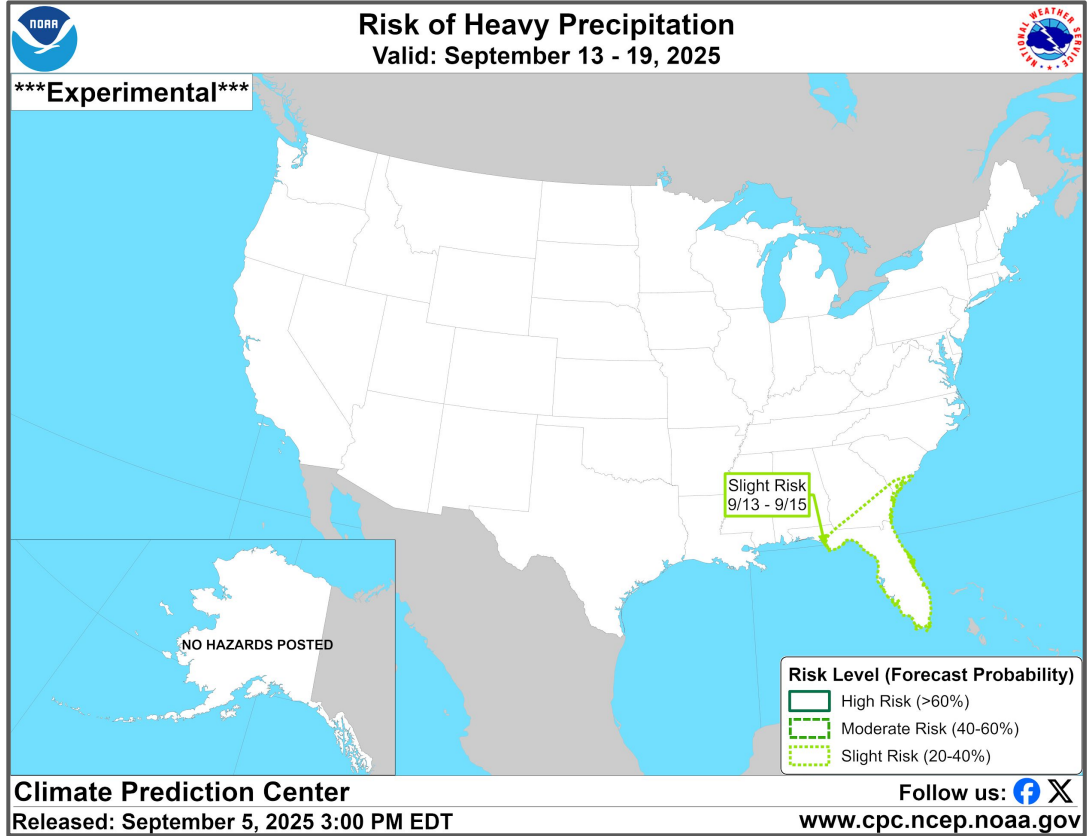 NOAA
Risk of Heavy Precipitation
Valid: September 13 - 19, 2025
NATIONAL WEATHER SERVICE
***Experimental***
Slight Risk
9/13 - 9/15
NO HAZARDS POSTED
Risk Level (Forecast Probability)
High Risk (>60%)
Moderate Risk (40-60%)
Slight Risk (20-40%)
Climate Prediction Center
Follow us:
Released: September 5, 2025 3:00 PM EDT
www.cpc.ncep.noaa.gov